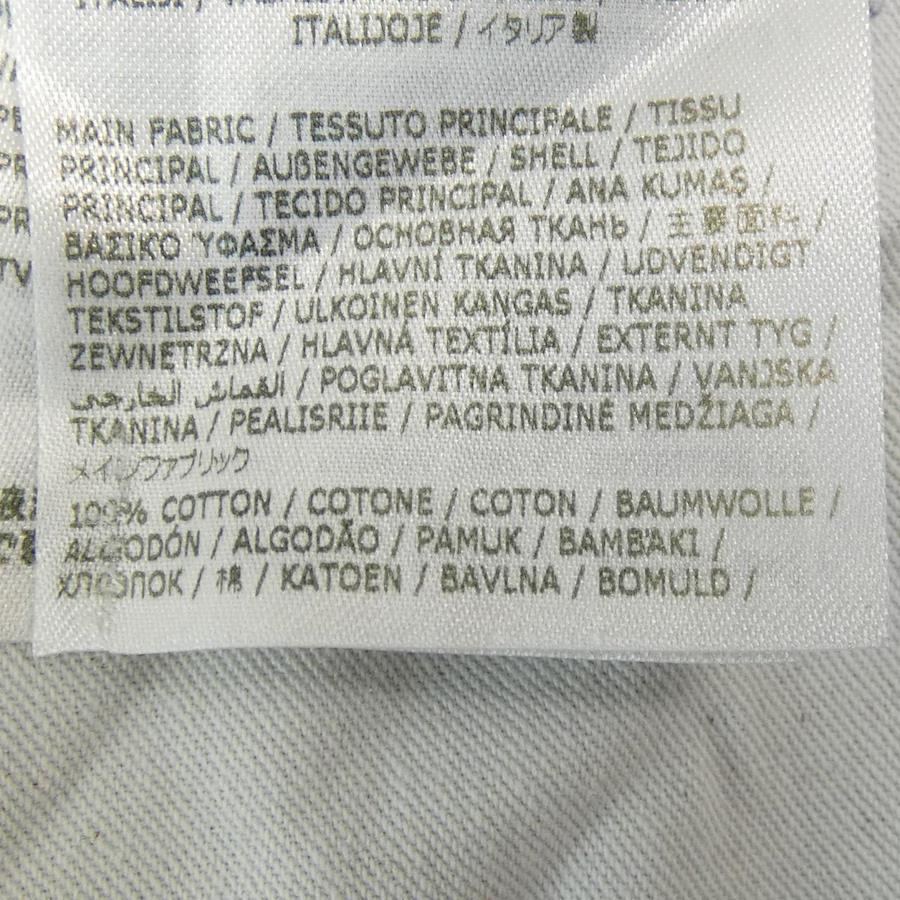 ITALIJOJE / イタリア製
MAIN FABRIC / TESSUTO PRINCIPALE / TISSU
PRINCIPAL / AUßENGEWEBE / SHELL / TEJIDO
PRINCIPAL / TECIDO PRINCIPAL / ANA KUMAŞ /
ΒΑΣΙΚΟ ΎΦΑΣΜΑ / ОСНОВНАЯ ТКАНЬ / 主要面料 /
HOOFDWEEFSEL / HLAVNÍ TKANINA / UDVENDIGT
TEKSTILSTOF / ULKOINEN KANGAS / TKANINA
ZEWNĘTRZNA / HLAVNÁ TEXTÍLIA / EXTERNT TYG /
القماش الخارجي / POGLAVITNA TKANINA / VANJSKA
TKANINA / PEALISRIIE / PAGRINDINĖ MEDŽIAGA /
メインファブリック
100% COTTON / COTONE / COTON / BAUMWOLLE /
ALGODÓN / ALGODÃO / PAMUK / ΒΑΜΒΆΚΙ /
ХЛОПОК / 棉 / KATOEN / BAVLNA / BOMULD /